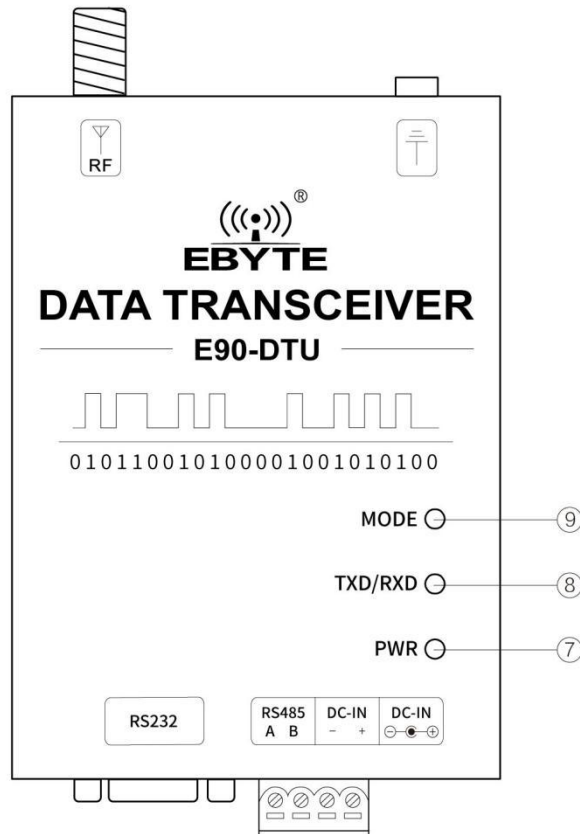 RF
®
EBYTE
DATA TRANSCEIVER
E90-DTU
010110010100001001010100
MODE ⑨
TXD/RXD ⑧
PWR ⑦
RS232
RS485 DC-IN DC-IN
A B - + ⊖ ⊕